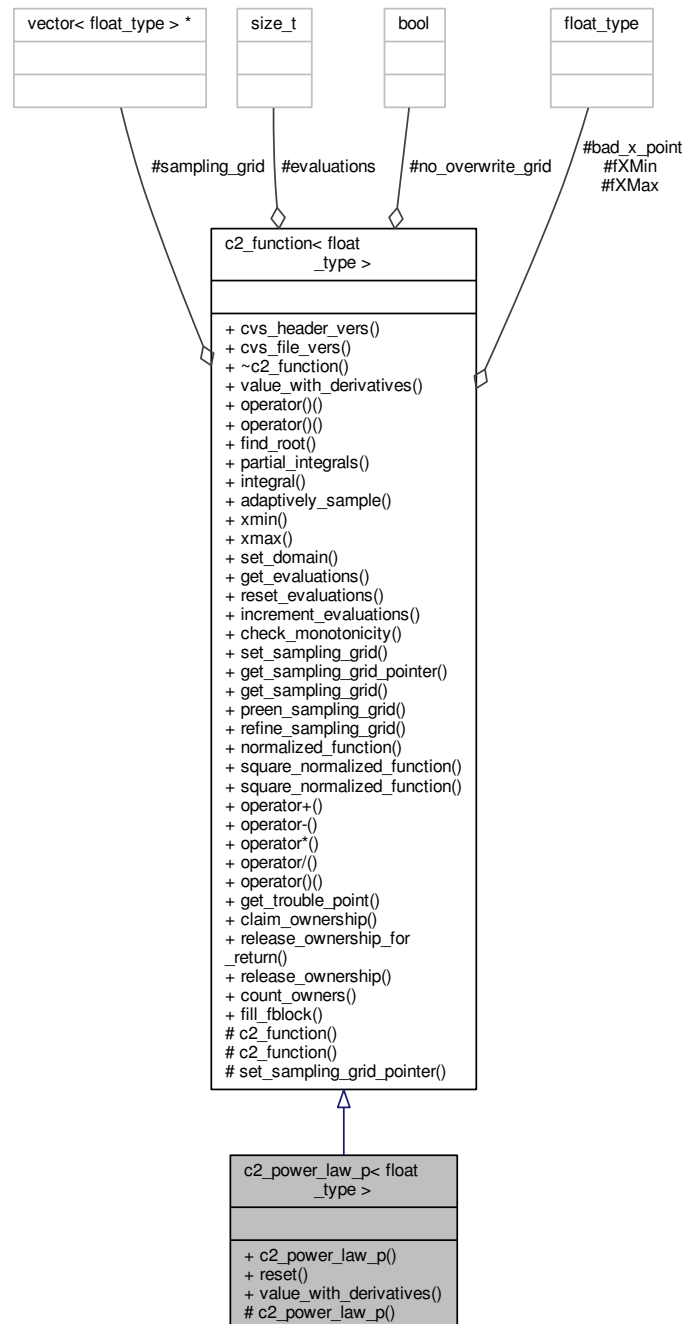 vector< float_type > *
size_t
bool
float_type
#sampling_grid
#evaluations
#no_overwrite_grid
#bad_x_point
#fXMin
#fXMax
c2_function< float
_type >
+ cvs_header_vers()
+ cvs_file_vers()
+ ~c2_function()
+ value_with_derivatives()
+ operator()()
+ operator()()
+ find_root()
+ partial_integrals()
+ integral()
+ adaptively_sample()
+ xmin()
+ xmax()
+ set_domain()
+ get_evaluations()
+ reset_evaluations()
+ increment_evaluations()
+ check_monotonicity()
+ set_sampling_grid()
+ get_sampling_grid_pointer()
+ get_sampling_grid()
+ preen_sampling_grid()
+ refine_sampling_grid()
+ normalized_function()
+ square_normalized_function()
+ square_normalized_function()
+ operator+()
+ operator-()
+ operator*()
+ operator/()
+ operator()()
+ get_trouble_point()
+ claim_ownership()
+ release_ownership_for
_return()
+ release_ownership()
+ count_owners()
+ fill_fblock()
# c2_function()
# c2_function()
# set_sampling_grid_pointer()
c2_power_law_p< float
_type >
+ c2_power_law_p()
+ reset()
+ value_with_derivatives()
# c2_power_law_p()